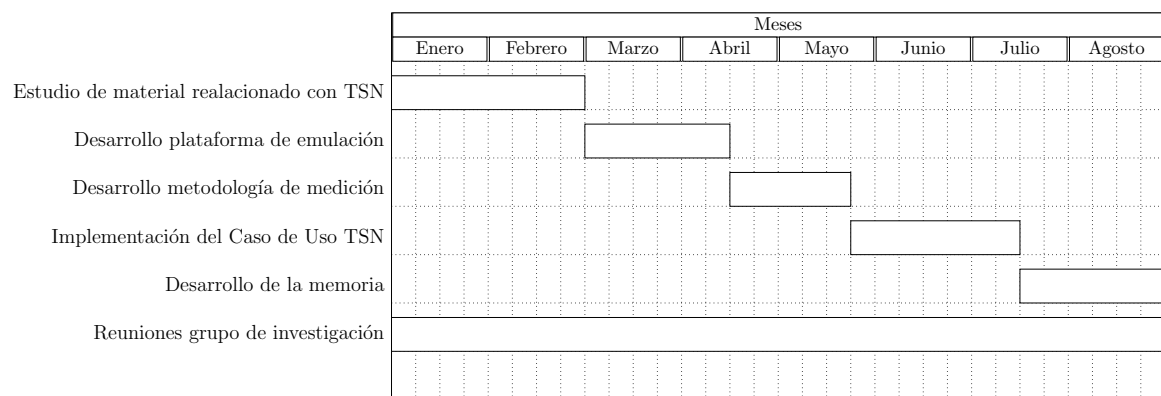 Meses
Enero Febrero Marzo Abril Mayo Junio Julio Agosto
Estudio de material realacionado con TSN
Desarrollo plataforma de emulación
Desarrollo metodología de medición
Implementación del Caso de Uso TSN
Desarrollo de la memoria
Reuniones grupo de investigación